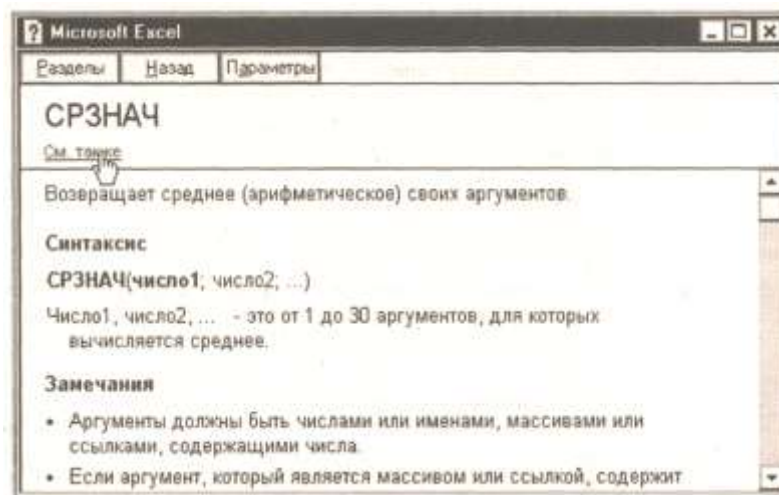 Microsoft Excel
Разделы Назад Параметры
СРЗНАЧ
См. также
Возвращает среднее (арифметическое) своих аргументов.
Синтаксис
СРЗНАЧ(число1; число2; ...)
Число1, число2, ... - это от 1 до 30 аргументов, для которых
вычисляется среднее.
Замечания
• Аргументы должны быть числами или именами, массивами или
ссылками, содержащими числа.
• Если аргумент, который является массивом или ссылкой, содержит